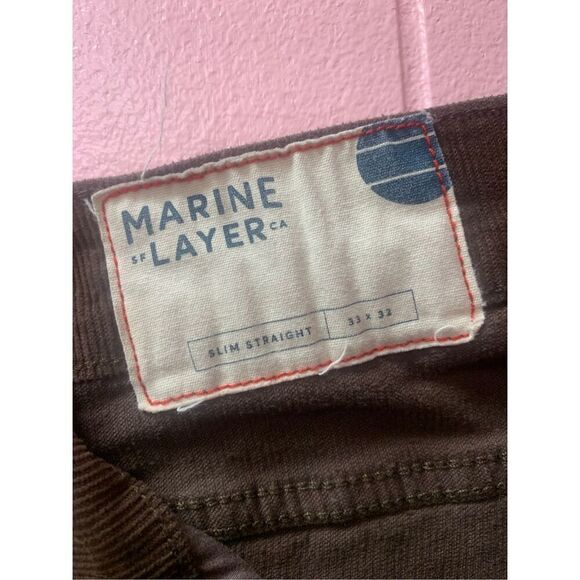 MARINE
SF LAYER CA
SLIM STRAIGHT 33 x 32